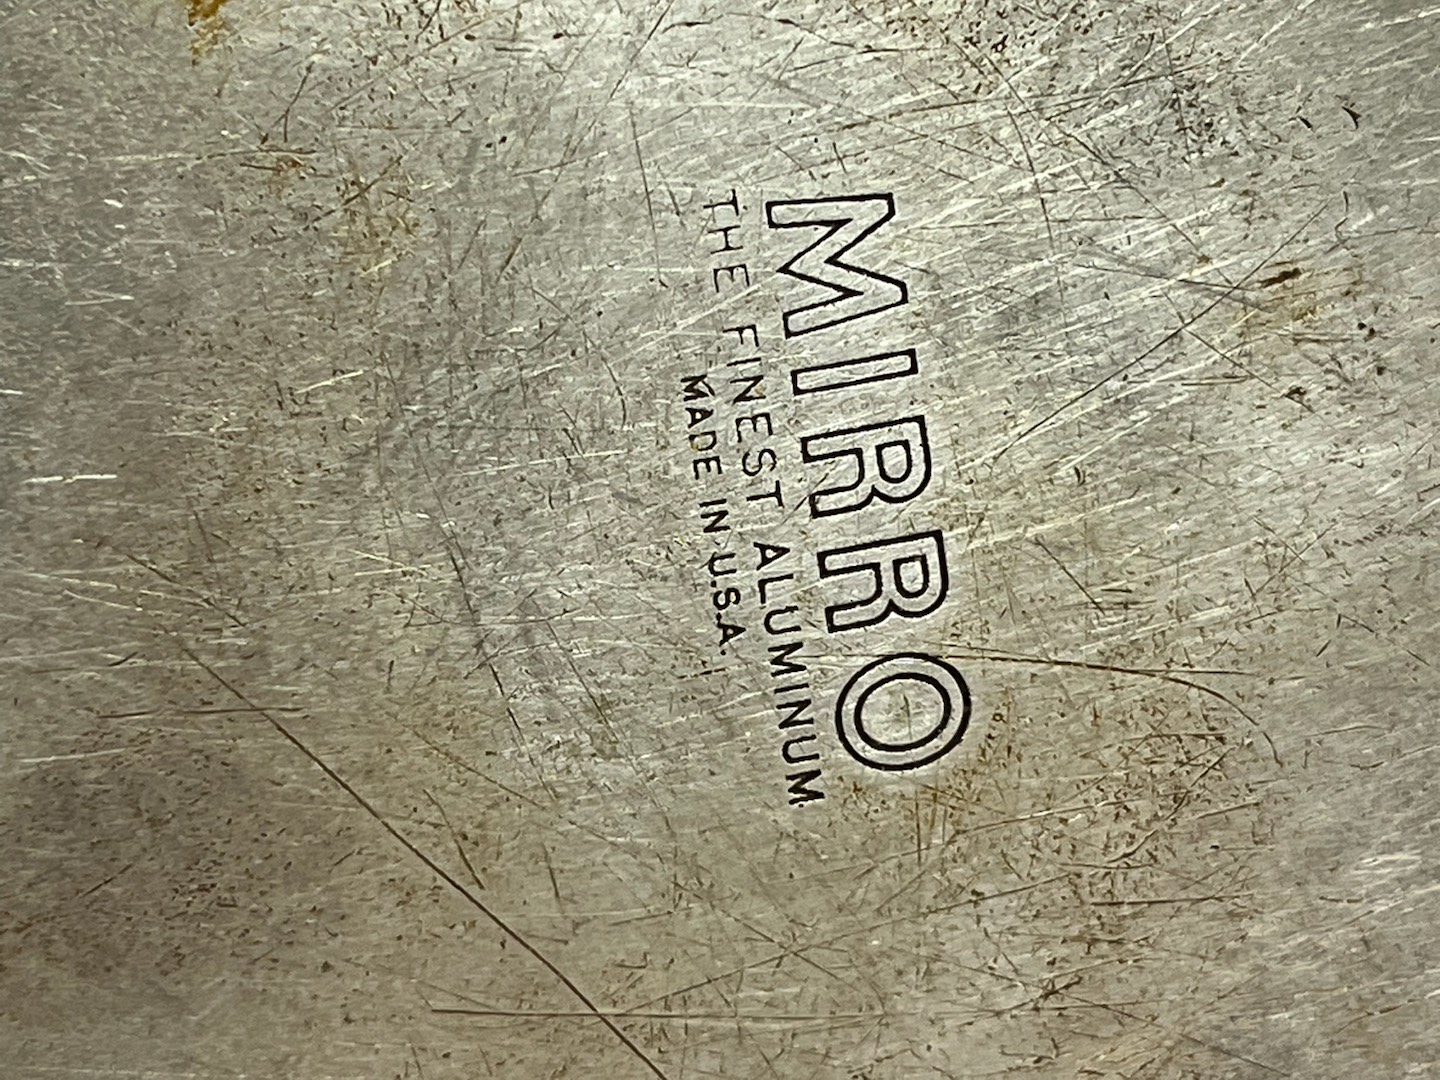 MIRRO
THE FINEST ALUMINUM
MADE IN U.S.A.